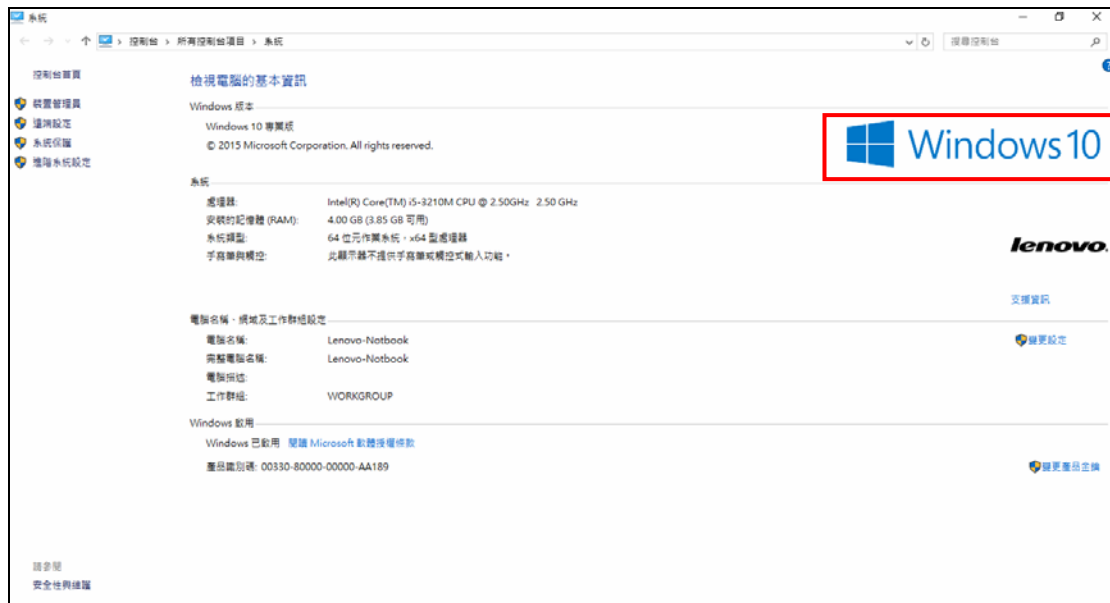 系統
控制台 › 所有控制台項目 › 系統
搜尋控制台
控制台首頁
裝置管理員
遠端設定
系統保護
進階系統設定
檢視電腦的基本資訊
Windows 版本
Windows 10 專業版
© 2015 Microsoft Corporation. All rights reserved.
Windows 10
系統
處理器: Intel(R) Core(TM) i5-3210M CPU @ 2.50GHz 2.50 GHz
安裝的記憶體 (RAM): 4.00 GB (3.85 GB 可用)
系統類型: 64 位元作業系統，x64 型處理器
手寫筆與觸控: 此顯示器不提供手寫筆或觸控式輸入功能。
lenovo
支援資訊
電腦名稱、網域及工作群組設定
電腦名稱: Lenovo-Notbook
變更設定
完整電腦名稱: Lenovo-Notbook
電腦描述:
工作群組: WORKGROUP
Windows 啟用
Windows 已啟用 閱讀 Microsoft 軟體授權條款
產品識別碼: 00330-80000-00000-AA189
變更產品金鑰
請參閱
安全性與維護